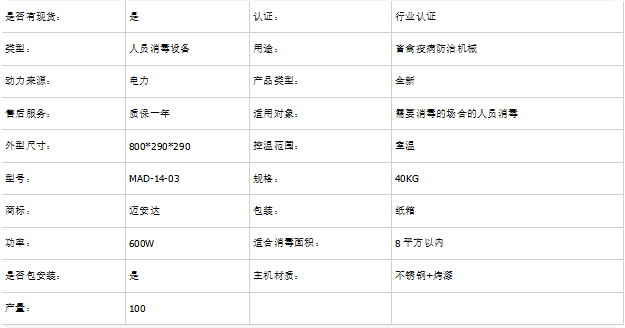 是否有现货： 是 认证： 行业认证
类型： 人员消毒设备 用途： 畜禽疫病防治机械
动力来源： 电力 产品类型： 全新
售后服务： 质保一年 适用对象： 需要消毒的场合的人员消毒
外型尺寸： 800*290*290 控温范围： 室温
型号： MAD-14-03 规格： 40KG
商标： 迈安达 包装： 纸箱
功率： 600W 适合消毒面积： 8平方以内
是否包安装： 是 主机材质： 不锈钢+烤漆
产量： 100